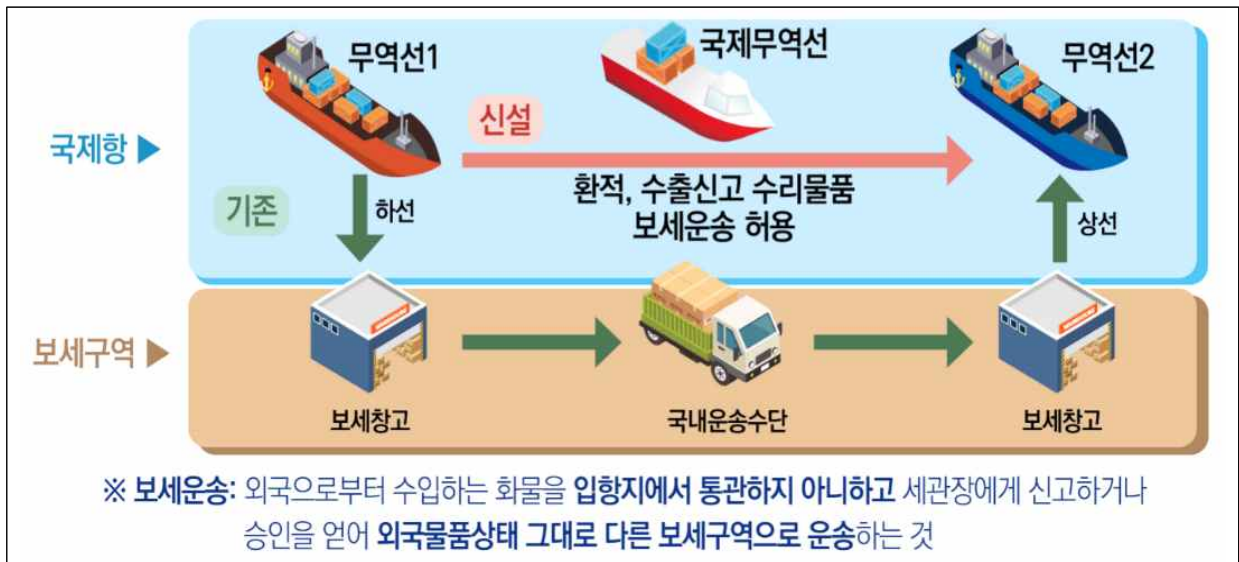 무역선1
국제무역선
무역선2
국제항 ▶
신설
환적, 수출신고 수리물품
보세운송 허용
기존
하선
상선
보세구역 ▶
보세창고
국내운송수단
보세창고
※ 보세운송: 외국으로부터 수입하는 화물을 입항지에서 통관하지 아니하고 세관장에게 신고하거나
승인을 얻어 외국물품상태 그대로 다른 보세구역으로 운송하는 것